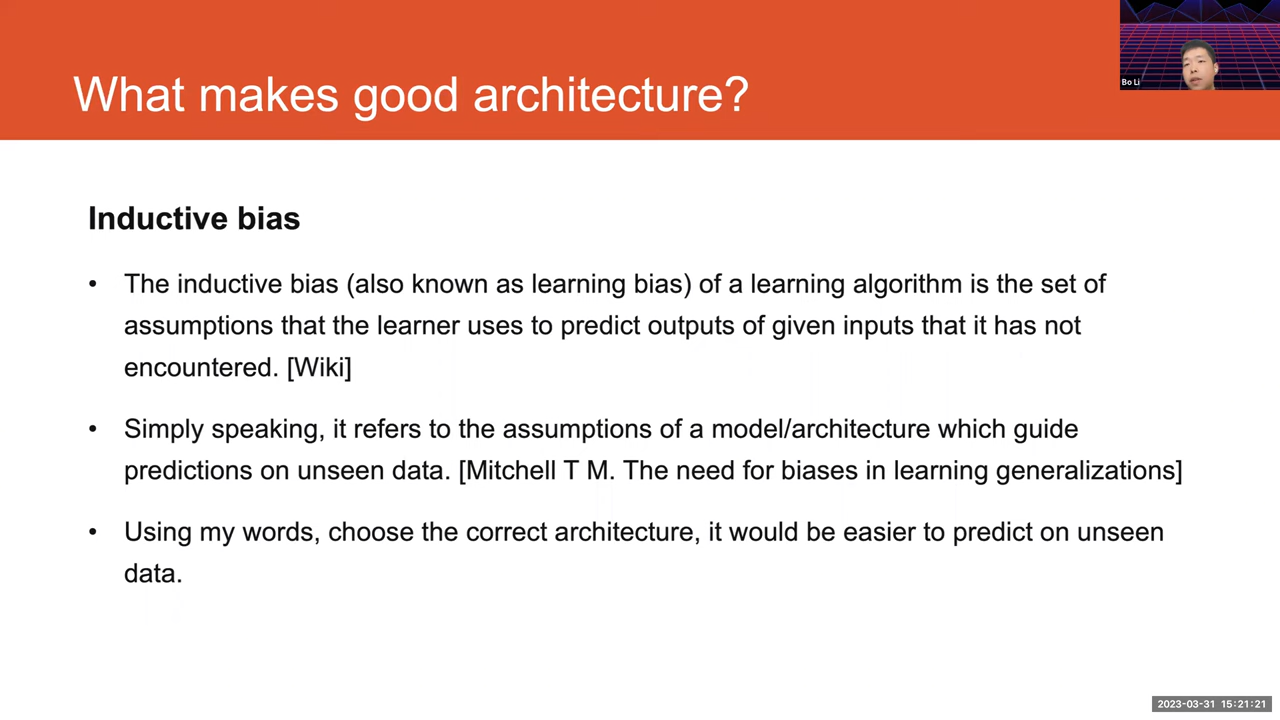 What makes good architecture?
Bo Li
Inductive bias
• The inductive bias (also known as learning bias) of a learning algorithm is the set of
assumptions that the learner uses to predict outputs of given inputs that it has not
encountered. [Wiki]
• Simply speaking, it refers to the assumptions of a model/architecture which guide
predictions on unseen data. [Mitchell T M. The need for biases in learning generalizations]
• Using my words, choose the correct architecture, it would be easier to predict on unseen
data.
2023-03-31 15:21:21